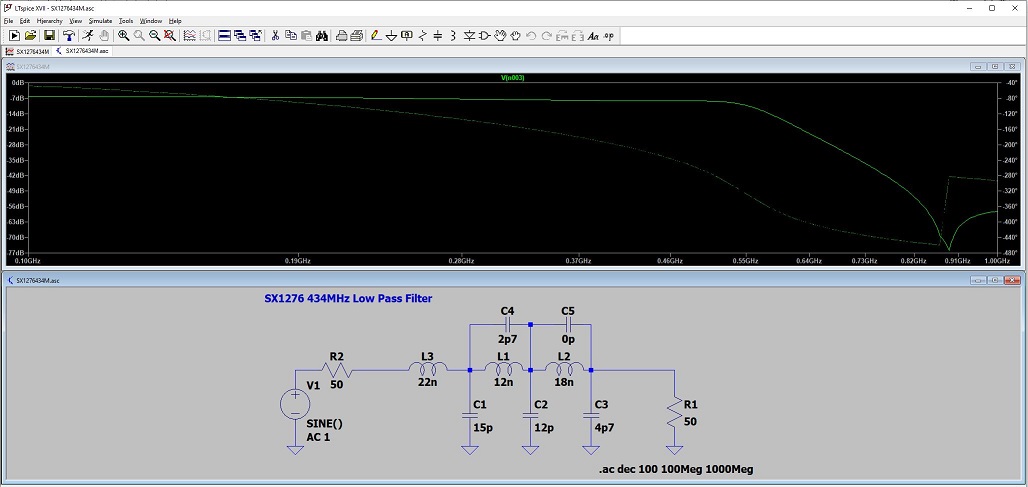 LTspice XVII - SX1276434M.asc
File Edit Hierarchy View Simulate Tools Window Help
Aa .op
SX1276434M SX1276434M.asc
SX1276434M
V(n003)
0dB -40°
-7dB -80°
-14dB -120°
-21dB -160°
-28dB -200°
-35dB -240°
-42dB -280°
-49dB -320°
-56dB -360°
-63dB -400°
-70dB -440°
-77dB -480°
0.10GHz 0.19GHz 0.28GHz 0.37GHz 0.46GHz 0.55GHz 0.64GHz 0.73GHz 0.82GHz 0.91GHz 1.00GHz
SX1276434M.asc
SX1276 434MHz Low Pass Filter
C4 C5
2p7 0p
R2 L3 L1 L2
V1 50 22n 12n 18n
C1 C2 C3 R1
SINE() 15p 12p 4p7 50
AC 1
.ac dec 100 100Meg 1000Meg